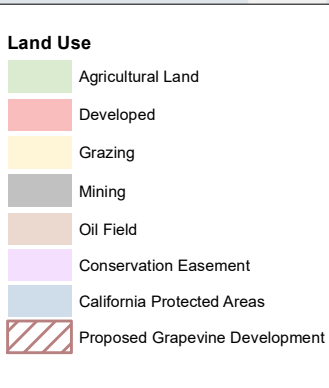 Land Use
Agricultural Land
Developed
Grazing
Mining
Oil Field
Conservation Easement
California Protected Areas
Proposed Grapevine Development